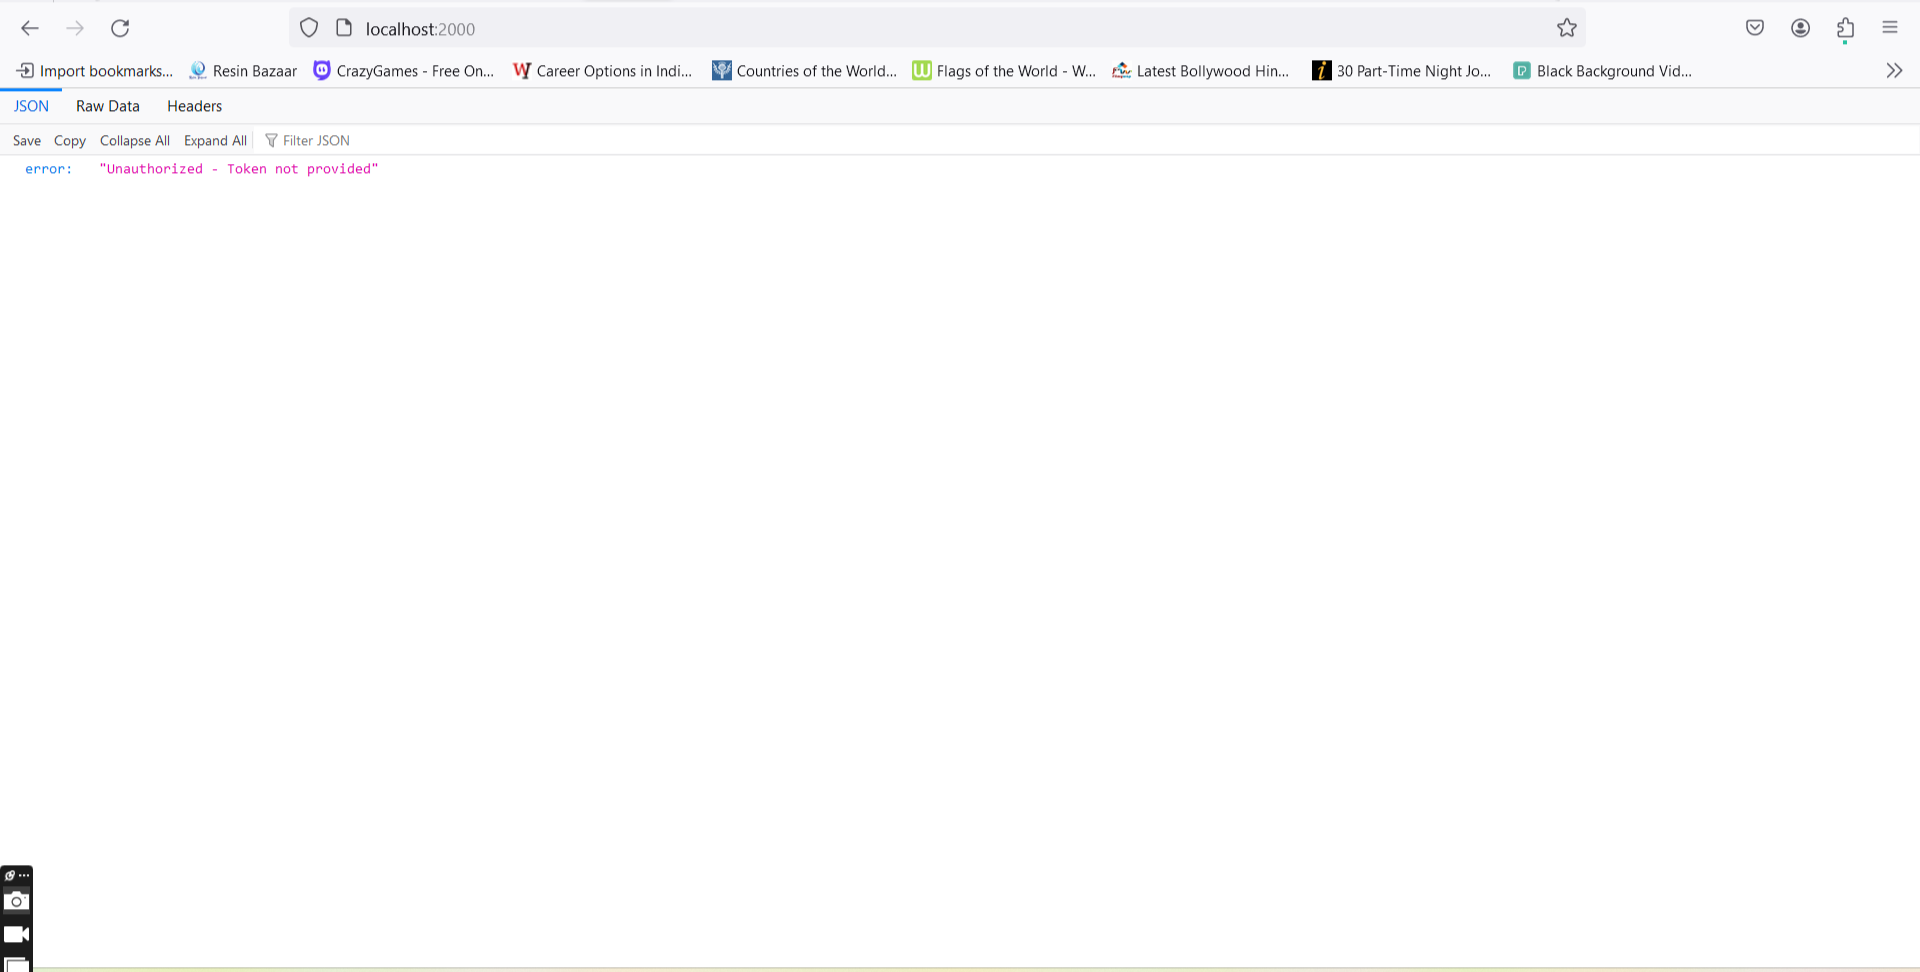 localhost:2000
Import bookmarks... Resin Bazaar CrazyGames - Free On... Career Options in Indi... Countries of the World... Flags of the World - W... Latest Bollywood Hin... 30 Part-Time Night Jo... Black Background Vid...
JSON Raw Data Headers
Save Copy Collapse All Expand All Filter JSON
error: "Unauthorized - Token not provided"